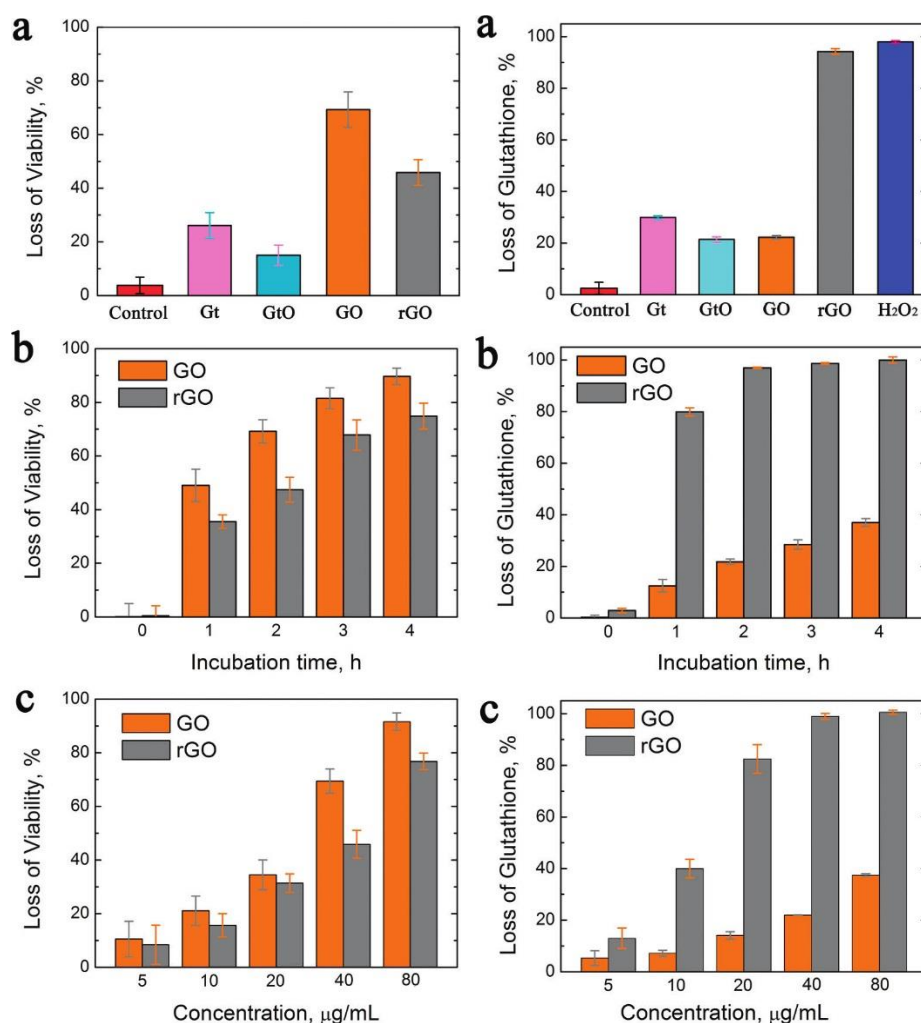 a
100
80
60
40
20
0
Loss of Viability, %
Control Gt GtO GO rGO
a
100
80
60
40
20
0
Loss of Glutathione, %
Control Gt GtO GO rGO H₂O₂
b
GO
rGO
100
80
60
40
20
0
Loss of Viability, %
0 1 2 3 4
Incubation time, h
b
GO
rGO
100
80
60
40
20
0
Loss of Glutathione, %
0 1 2 3 4
Incubation time, h
c
GO
rGO
100
80
60
40
20
0
Loss of Viability, %
5 10 20 40 80
Concentration, μg/mL
c
GO
rGO
100
80
60
40
20
0
Loss of Glutathione, %
5 10 20 40 80
Concentration, μg/mL